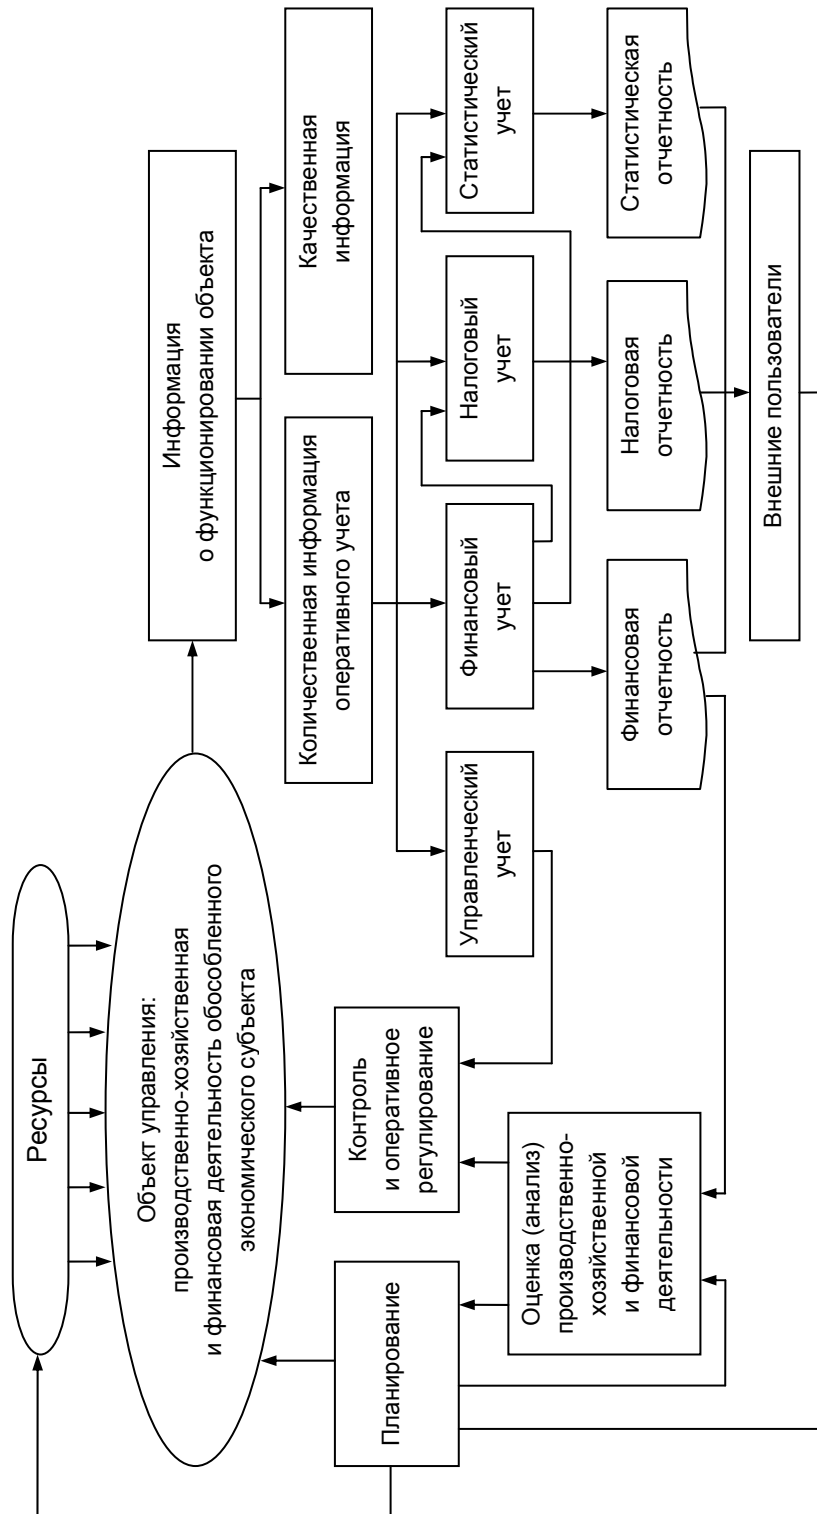 Ресурсы
Объект управления:
производственно-хозяйственная
и финансовая деятельность обособленного
экономического субъекта
Информация
о функционировании объекта
Планирование
Контроль
и оперативное
регулирование
Количественная информация
оперативного учета
Качественная
информация
Управленческий
учет
Финансовый
учет
Налоговый
учет
Статистический
учет
Оценка (анализ)
производственно-
хозяйственной
и финансовой
деятельности
Финансовая
отчетность
Налоговая
отчетность
Статистическая
отчетность
Внешние пользователи